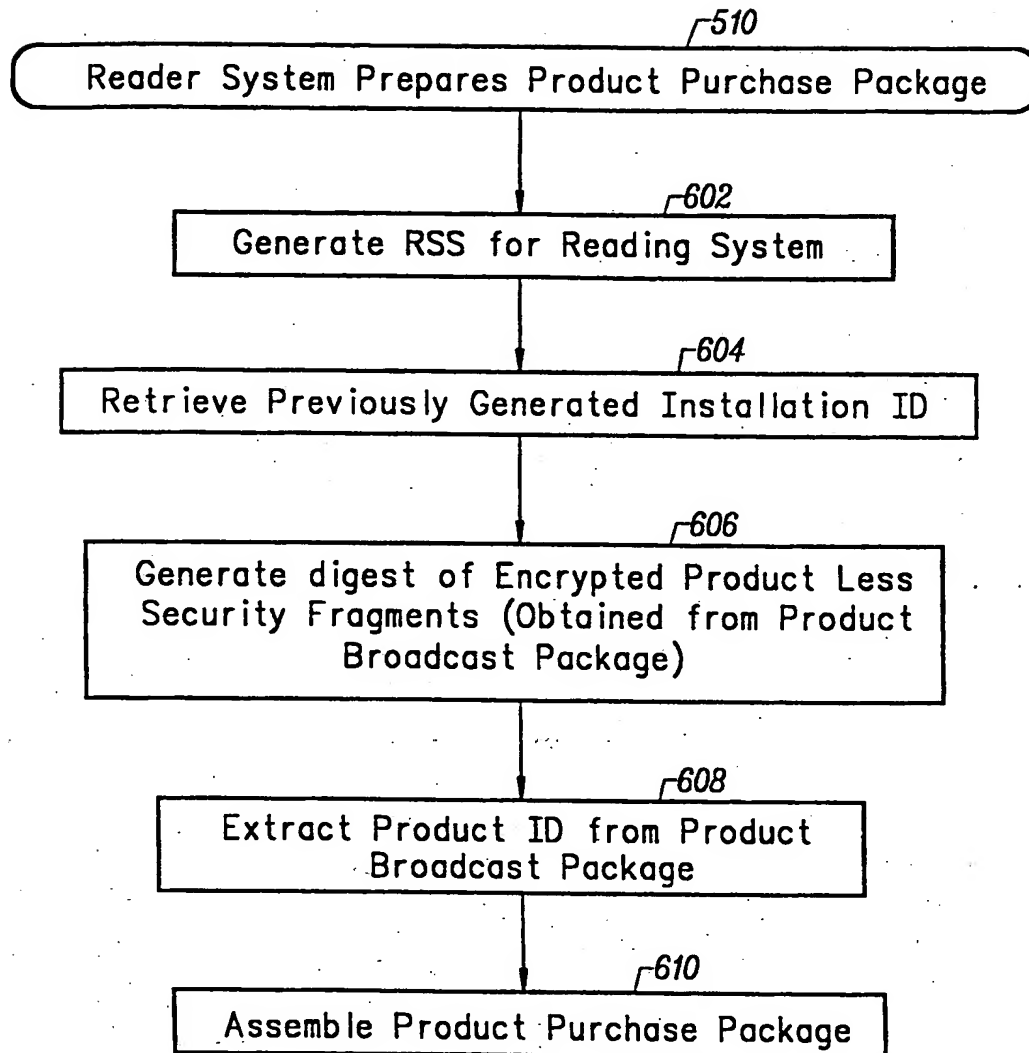 510
Reader System Prepares Product Purchase Package
602
Generate RSS for Reading System
604
Retrieve Previously Generated Installation ID
606
Generate digest of Encrypted Product Less
Security Fragments (Obtained from Product
Broadcast Package)
608
Extract Product ID from Product
Broadcast Package
610
Assemble Product Purchase Package